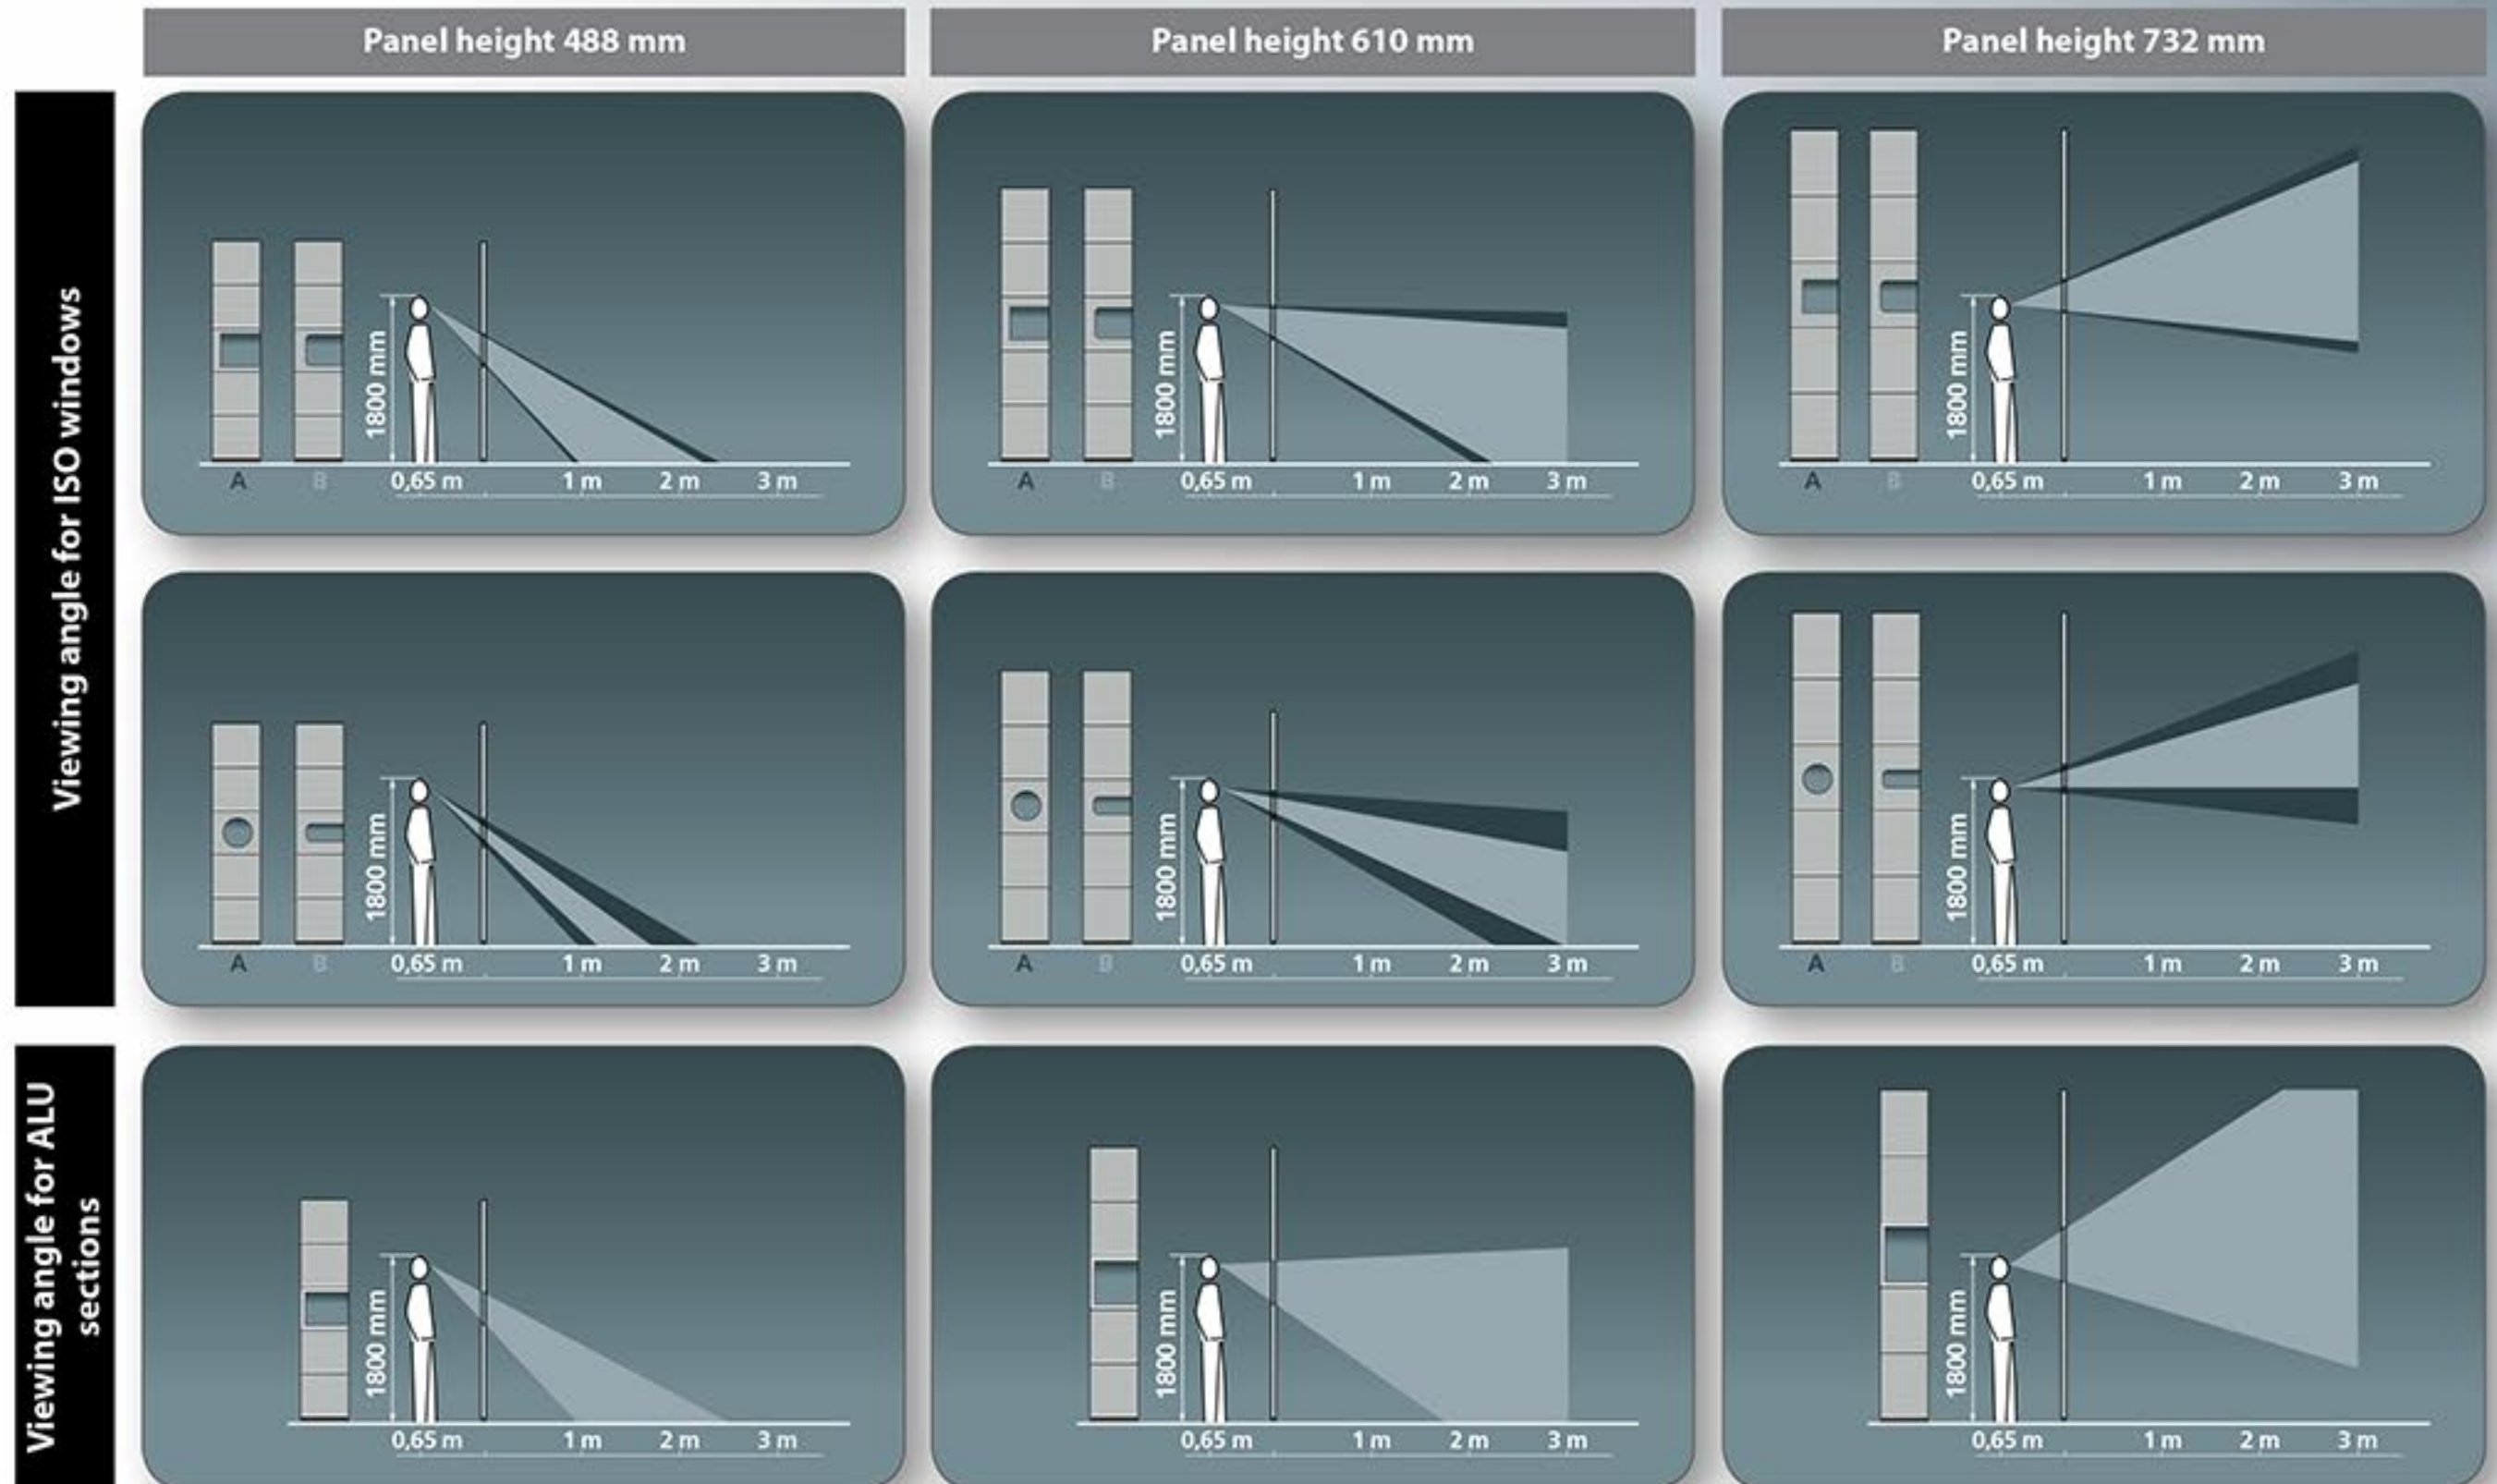 Panel height 488 mm
Panel height 610 mm
Panel height 732 mm
Viewing angle for ISO windows
1800 mm
A B 0,65 m 1 m 2 m 3 m
1800 mm
A B 0,65 m 1 m 2 m 3 m
1800 mm
A B 0,65 m 1 m 2 m 3 m
1800 mm
A B 0,65 m 1 m 2 m 3 m
1800 mm
A B 0,65 m 1 m 2 m 3 m
1800 mm
A B 0,65 m 1 m 2 m 3 m
Viewing angle for ALU
sections
1800 mm
0,65 m 1 m 2 m 3 m
1800 mm
0,65 m 1 m 2 m 3 m
1800 mm
0,65 m 1 m 2 m 3 m